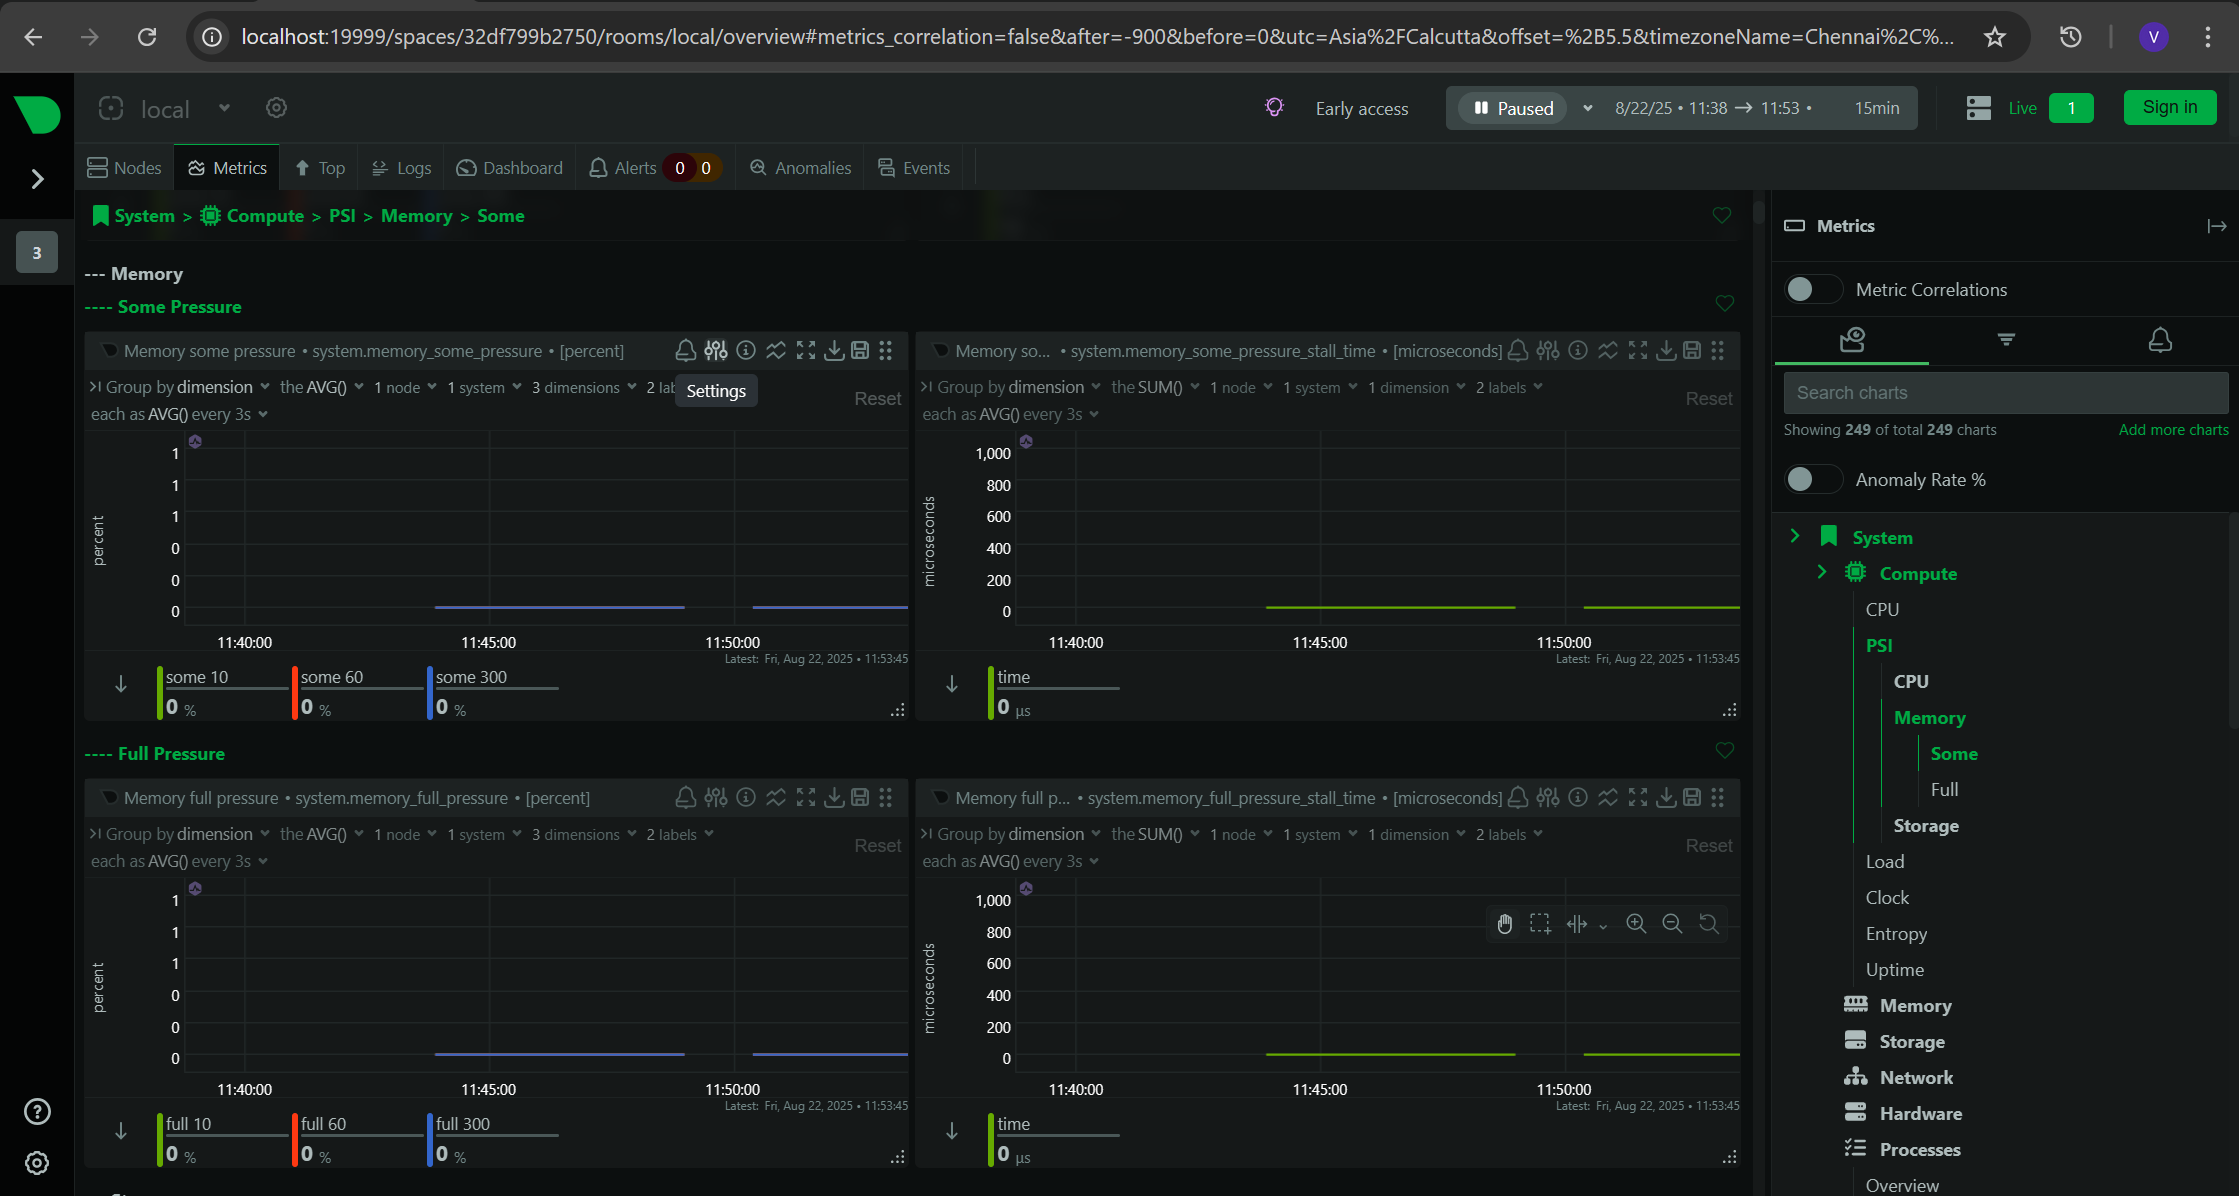 localhost:19999/spaces/32df799b2750/rooms/local/overview#metrics_correlation=false&after=-900&before=0&utc=Asia%2FCalcutta&offset=%2B5.5&timezoneName=Chennai%2C%...
V
local
Early access
Paused
8/22/25 • 11:38 → 11:53 •
15min
Live
1
Sign in
Nodes
Metrics
Top
Logs
Dashboard
Alerts
0
0
Anomalies
Events
3
System > Compute > PSI > Memory > Some
--- Memory
---- Some Pressure
Memory some pressure • system.memory_some_pressure • [percent]
Group by dimension the AVG() 1 node 1 system 3 dimensions 2 lab
Settings
Reset
each as AVG() every 3s
percent
1
1
1
0
0
0
11:40:00
11:45:00
11:50:00
Latest: Fri, Aug 22, 2025 • 11:53:45
some 10
0 %
some 60
0 %
some 300
0 %
Memory so... • system.memory_some_pressure_stall_time • [microseconds]
Group by dimension the SUM() 1 node 1 system 1 dimension 2 labels
Reset
each as AVG() every 3s
microseconds
1,000
800
600
400
200
0
11:40:00
11:45:00
11:50:00
Latest: Fri, Aug 22, 2025 • 11:53:45
time
0 µs
---- Full Pressure
Memory full pressure • system.memory_full_pressure • [percent]
Group by dimension the AVG() 1 node 1 system 3 dimensions 2 labels
Reset
each as AVG() every 3s
percent
1
1
1
0
0
0
11:40:00
11:45:00
11:50:00
Latest: Fri, Aug 22, 2025 • 11:53:45
full 10
0 %
full 60
0 %
full 300
0 %
Memory full p... • system.memory_full_pressure_stall_time • [microseconds]
Group by dimension the SUM() 1 node 1 system 1 dimension 2 labels
Reset
each as AVG() every 3s
microseconds
1,000
800
600
400
200
0
11:40:00
11:45:00
11:50:00
Latest: Fri, Aug 22, 2025 • 11:53:45
time
0 µs
Metrics
Metric Correlations
Search charts
Showing 249 of total 249 charts
Add more charts
Anomaly Rate %
System
Compute
CPU
PSI
CPU
Memory
Some
Full
Storage
Load
Clock
Entropy
Uptime
Memory
Storage
Network
Hardware
Processes
Overview